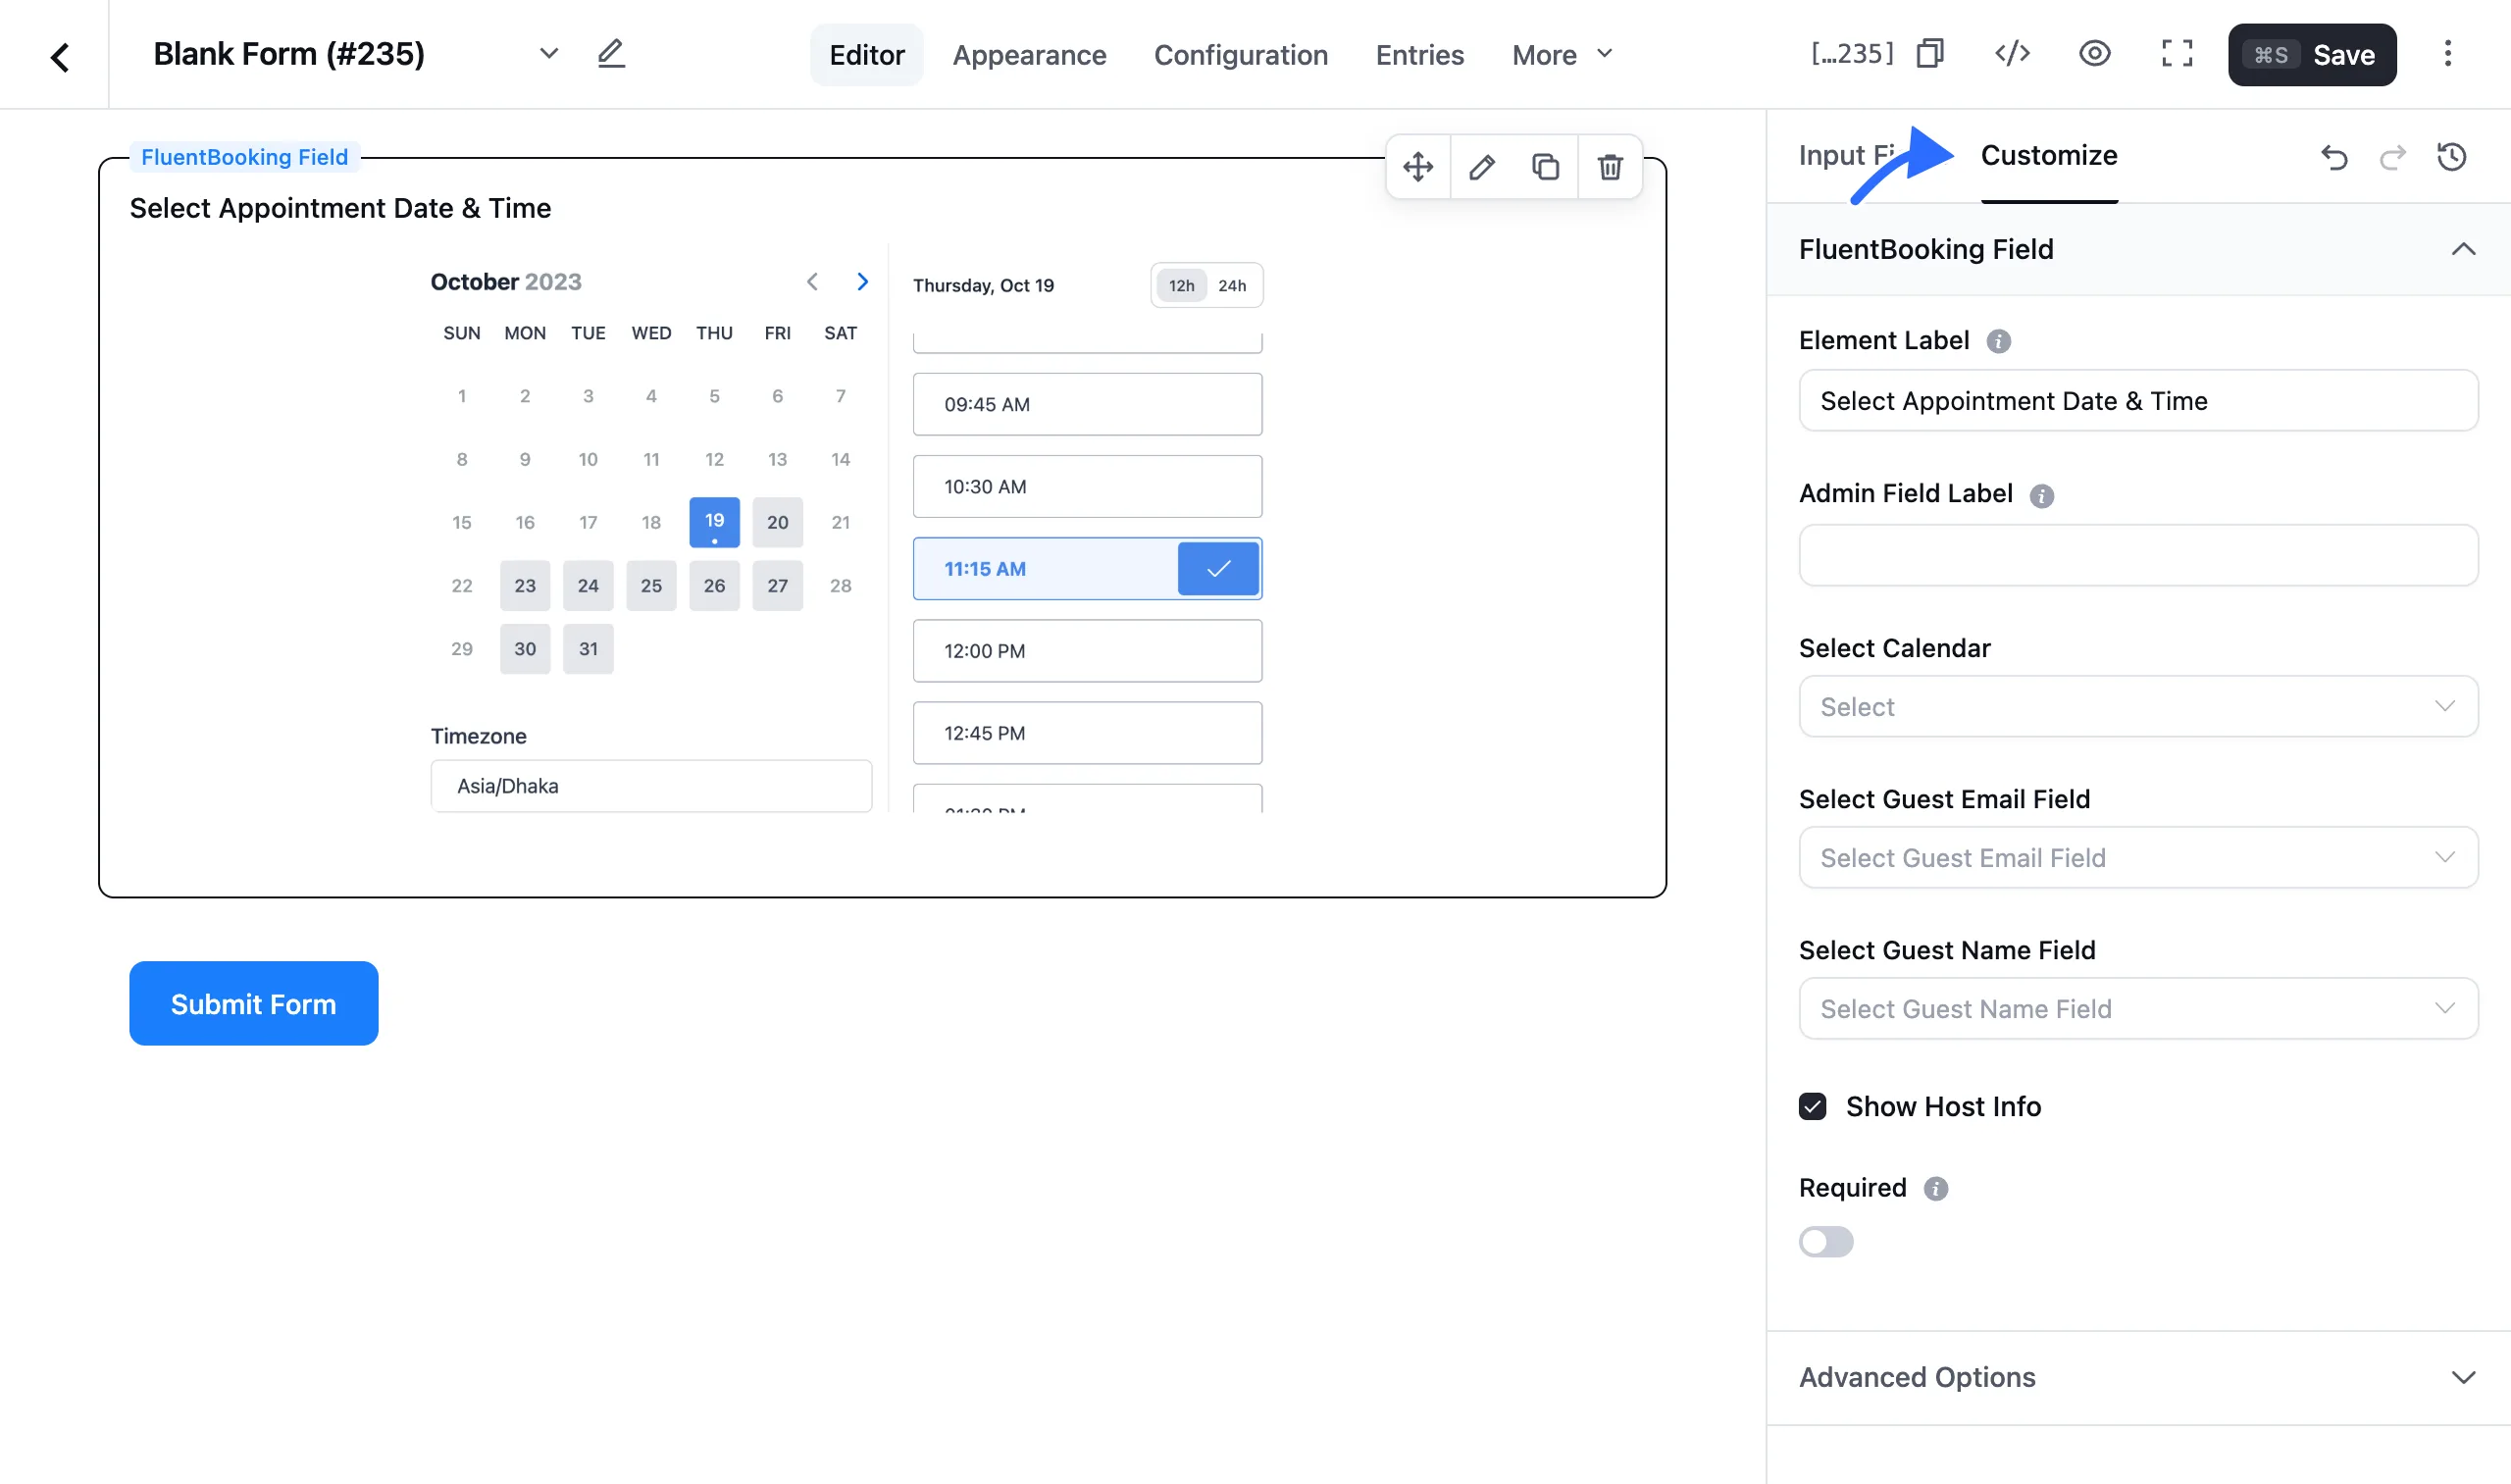 Blank Form (#235)
Editor
Appearance
Configuration
Entries
More
[…235]
⌘S Save
FluentBooking Field
Select Appointment Date & Time
October 2023
SUN MON TUE WED THU FRI SAT
1 2 3 4 5 6 7
8 9 10 11 12 13 14
15 16 17 18 19 20 21
22 23 24 25 26 27 28
29 30 31
Timezone
Asia/Dhaka
Thursday, Oct 19
12h 24h
09:45 AM
10:30 AM
11:15 AM
12:00 PM
12:45 PM
Submit Form
Input Fi
Customize
FluentBooking Field
Element Label
Select Appointment Date & Time
Admin Field Label
Select Calendar
Select
Select Guest Email Field
Select Guest Email Field
Select Guest Name Field
Select Guest Name Field
Show Host Info
Required
Advanced Options